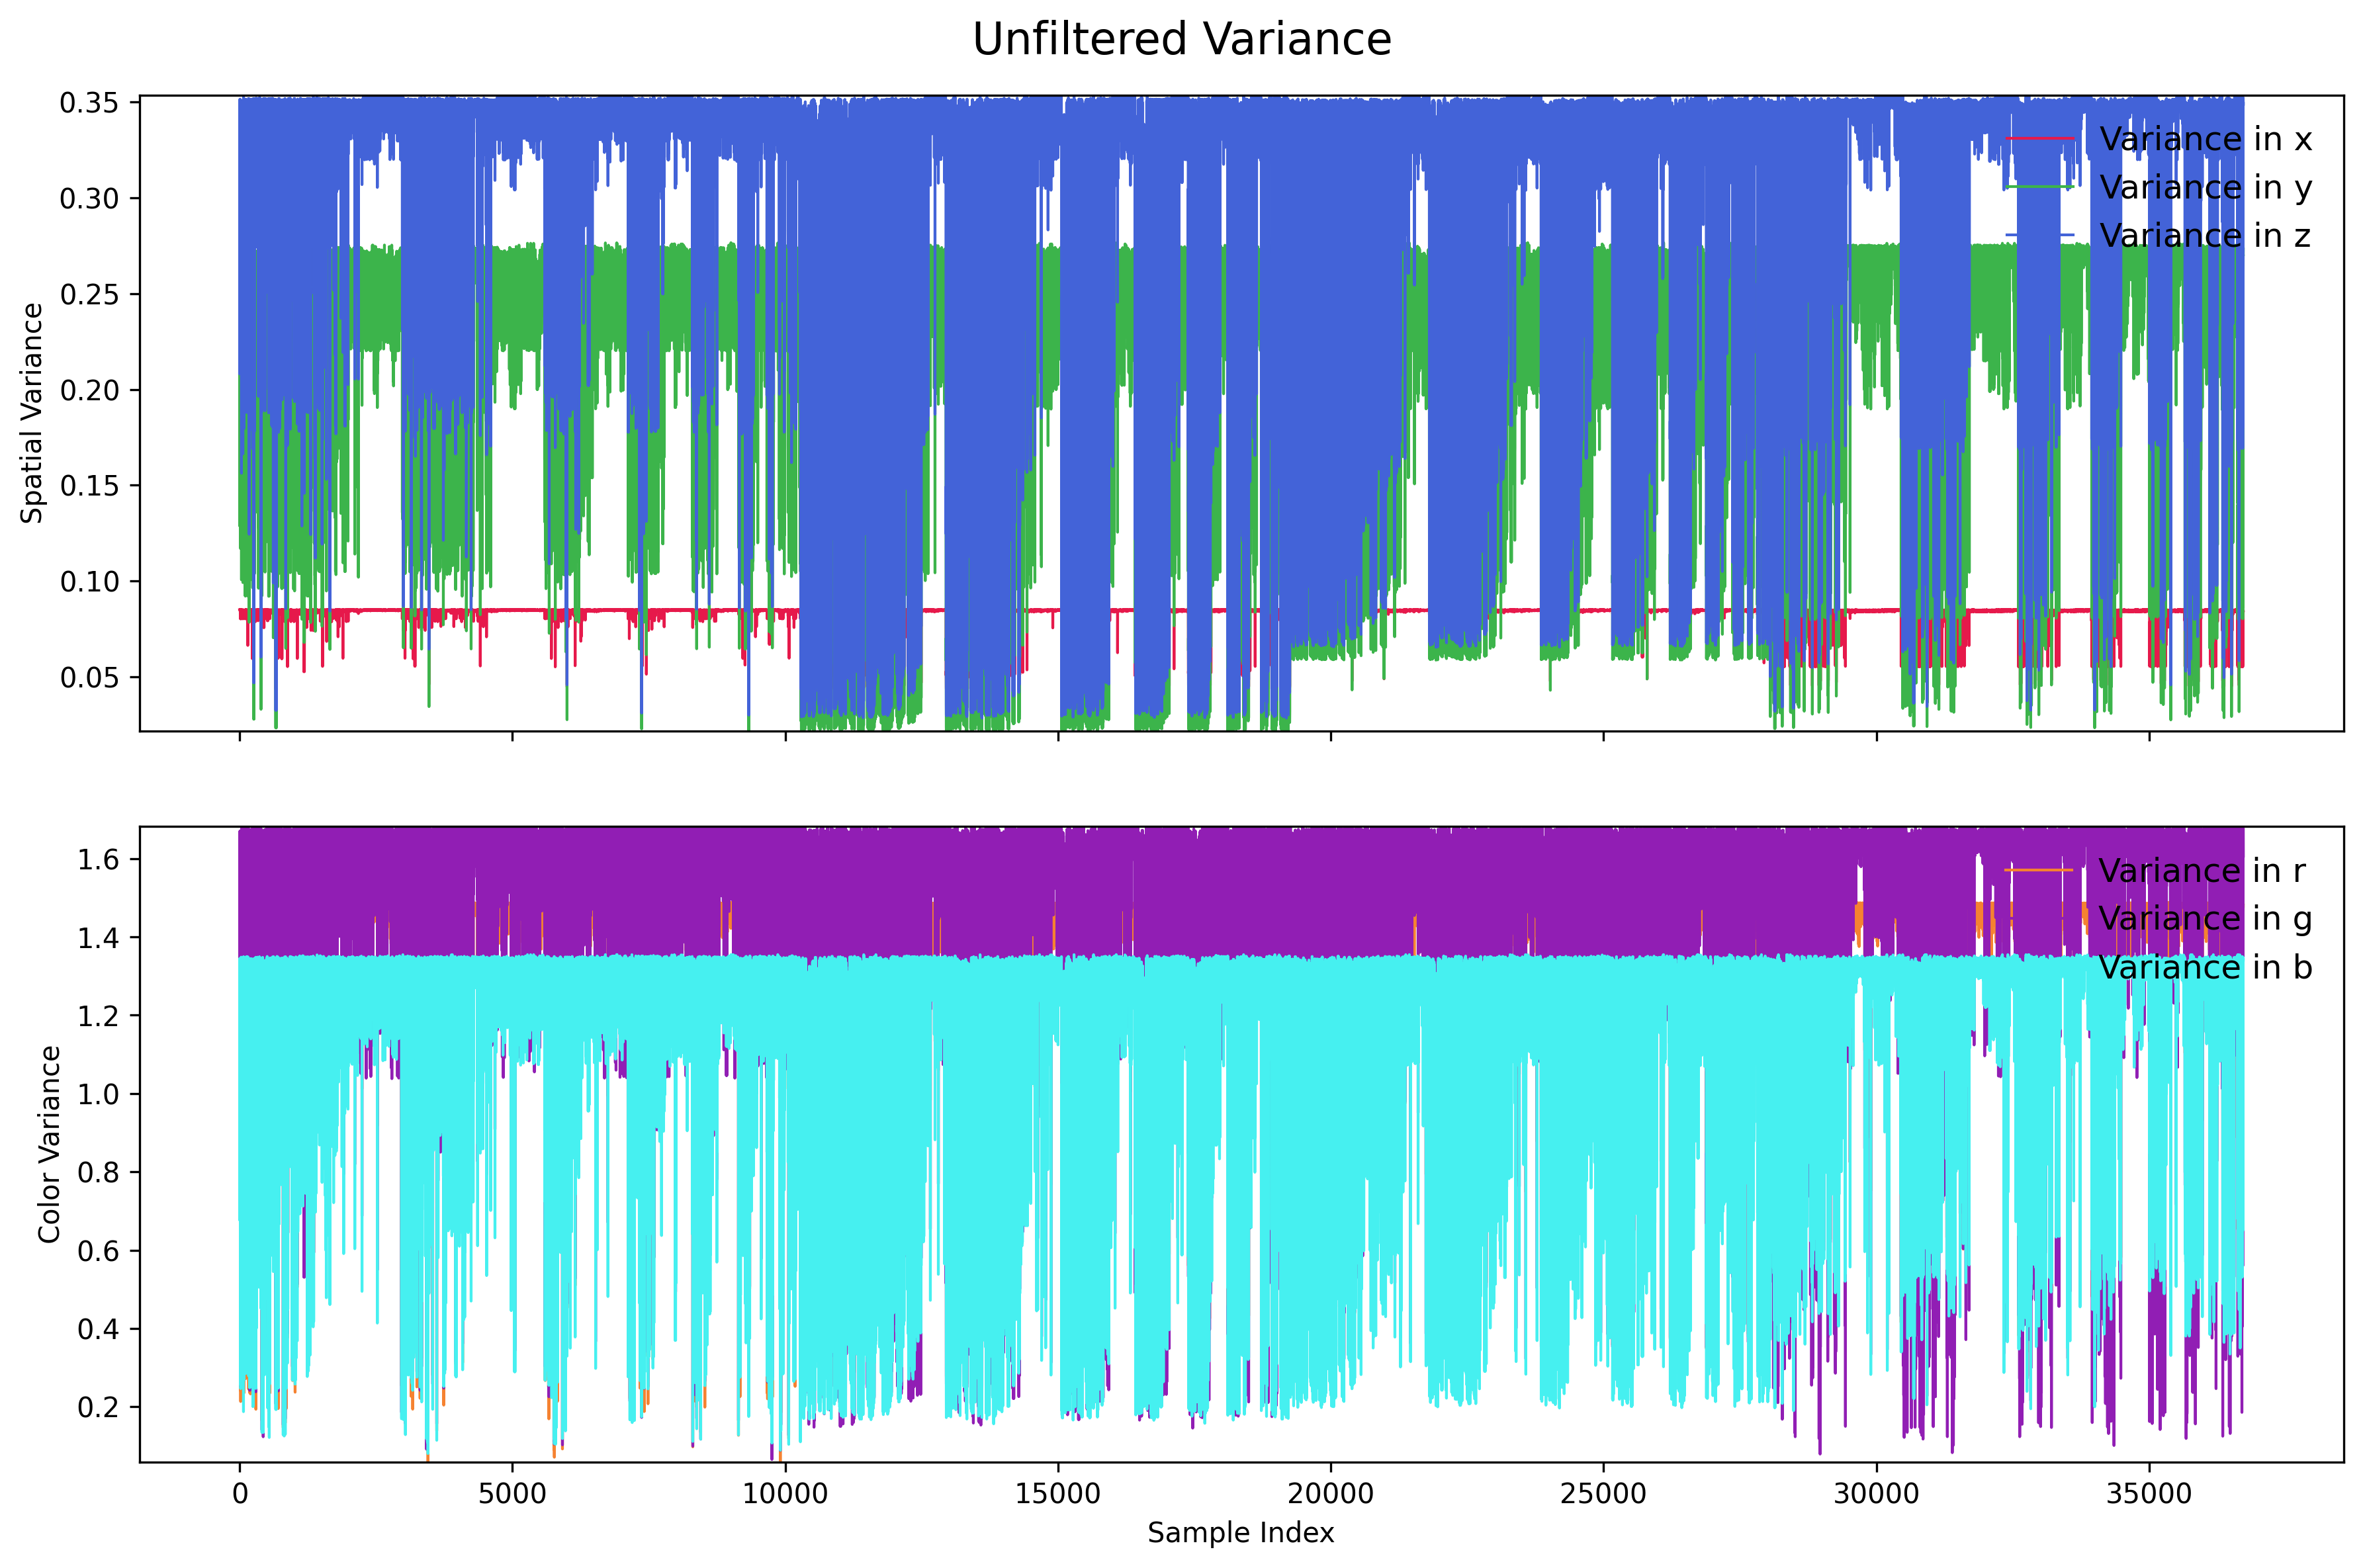 Unfiltered Variance
0.35
0.30
0.25
0.20
0.15
0.10
0.05
Spatial Variance
Variance in x
Variance in y
Variance in z
1.6
1.4
1.2
1.0
0.8
0.6
0.4
0.2
Color Variance
Variance in r
Variance in g
Variance in b
0 5000 10000 15000 20000 25000 30000 35000
Sample Index